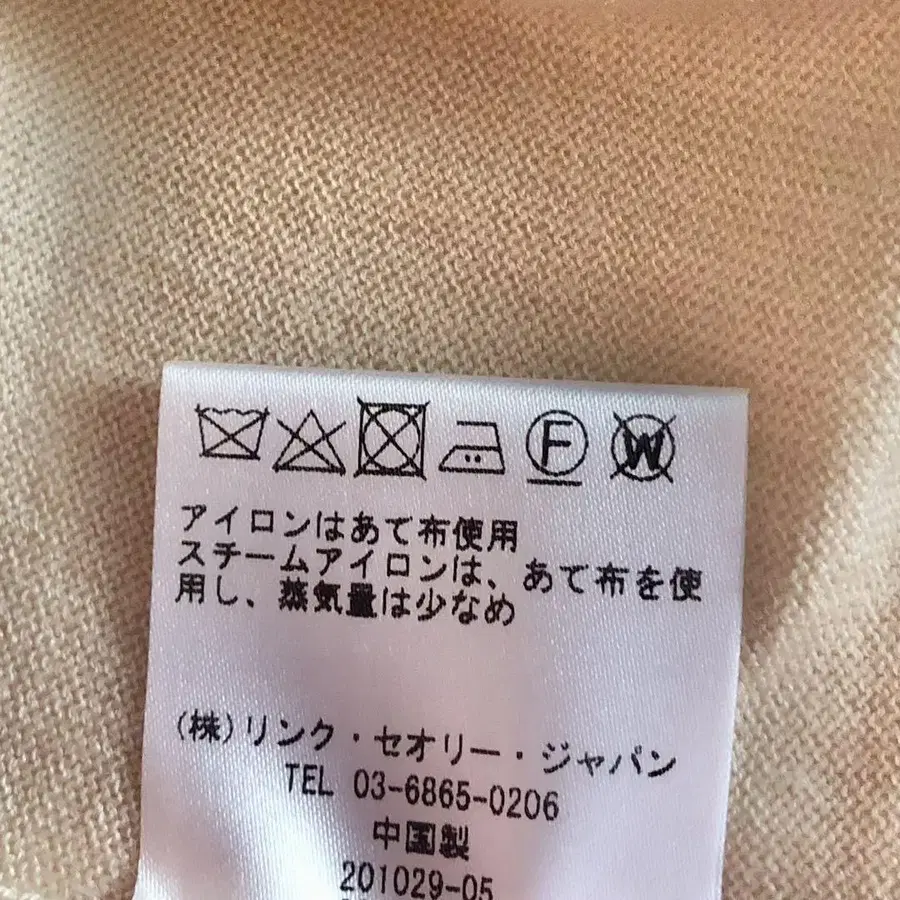 F W
アイロンはあて布使用
スチームアイロンは、あて布を使
用し、蒸気量は少なめ
(株)リンク・セオリー・ジャパン
TEL 03-6865-0206
中国製
201029-05